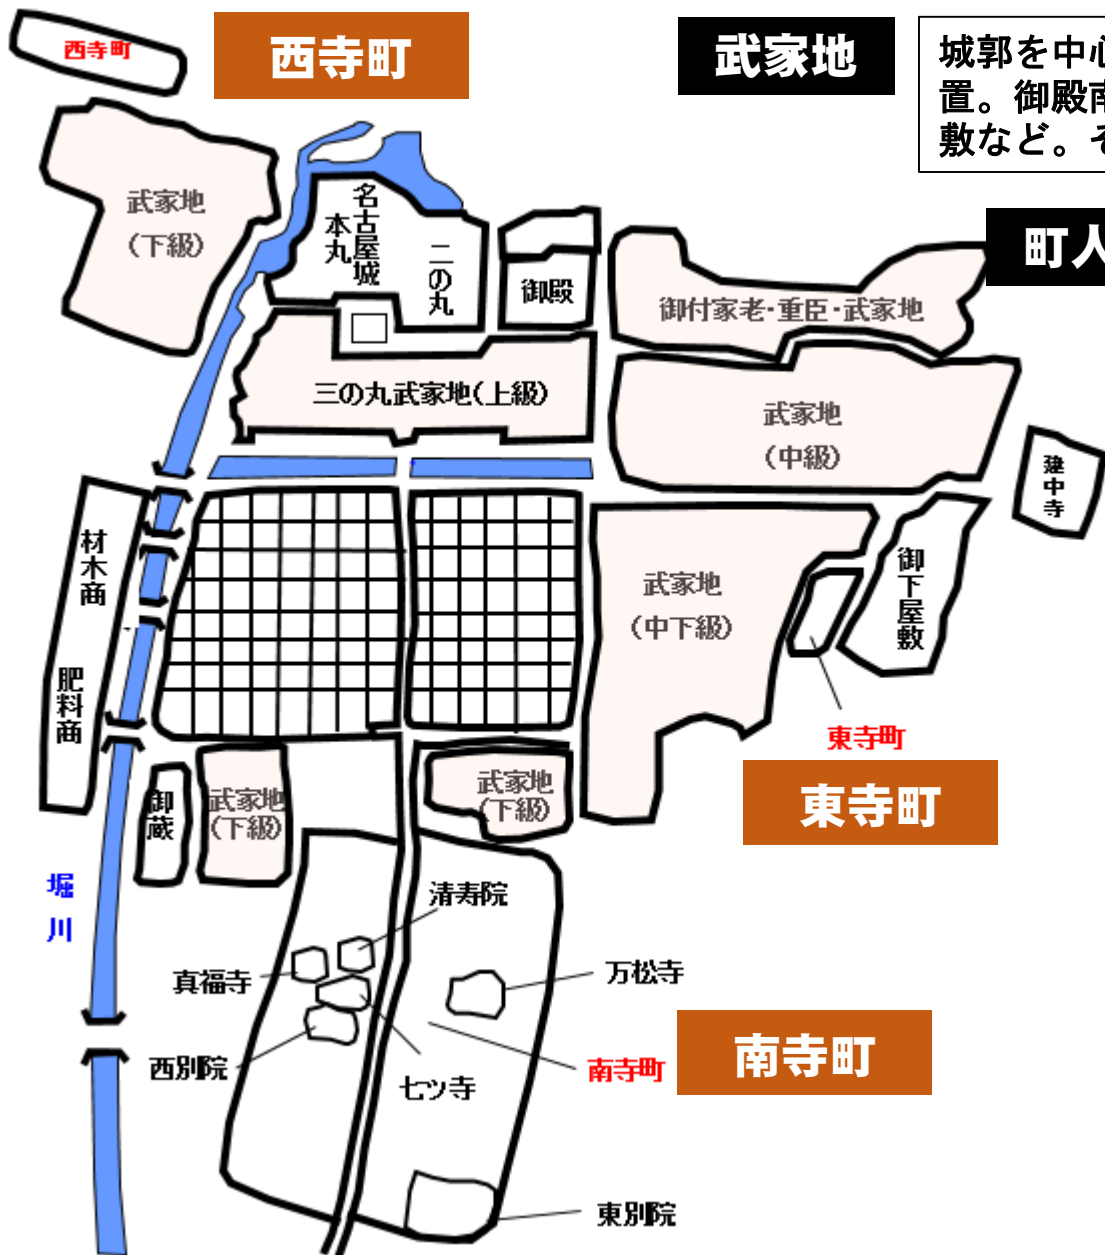 西寺町
西寺町
武家地
城郭を中心
置。御殿南
敷など。そ
町人
武家地
(下級)
名古屋城
本丸
二の丸
御殿
御付家老・重臣・武家地
三の丸武家地(上級)
武家地
(中級)
建中寺
材木商
肥料商
武家地
(中下級)
御下屋敷
東寺町
東寺町
御蔵
武家地
(下級)
武家地
(下級)
堀川
清寿院
真福寺
万松寺
西別院
七ツ寺
南寺町
南寺町
東別院